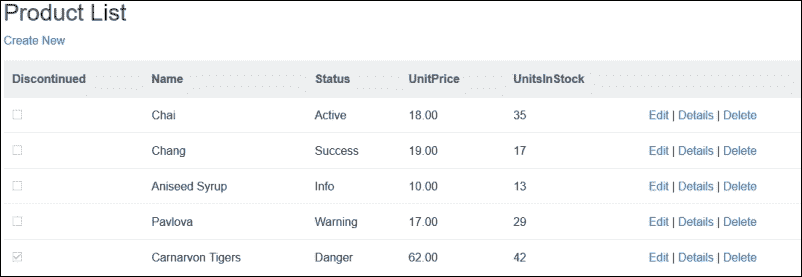 Product List
Create New
Discontinued Name Status UnitPrice UnitsInStock
Chai Active 18.00 35 Edit | Details | Delete
Chang Success 19.00 17 Edit | Details | Delete
Aniseed Syrup Info 10.00 13 Edit | Details | Delete
Pavlova Warning 17.00 29 Edit | Details | Delete
Carnarvon Tigers Danger 62.00 42 Edit | Details | Delete